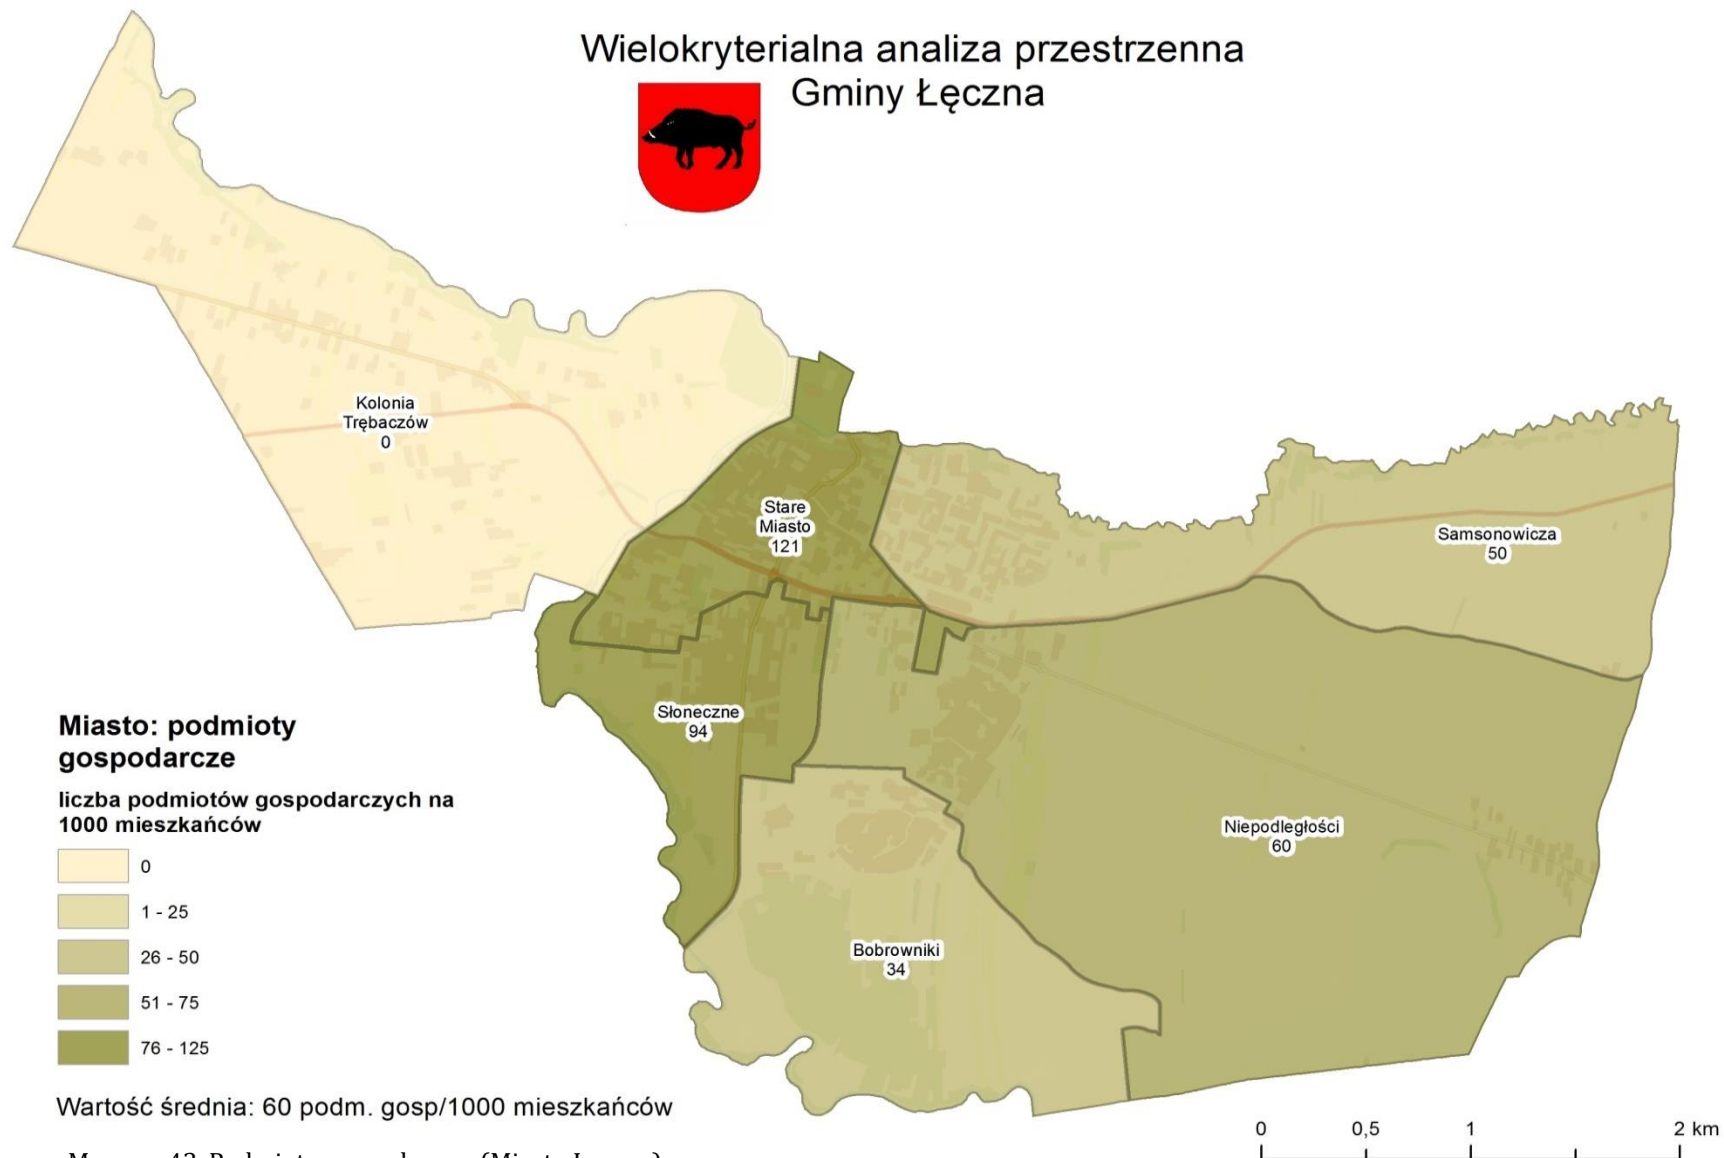 Wielokryterialna analiza przestrzenna
Gminy Łęczna
Kolonia
Trębaczów
0
Stare
Miasto
121
Samsonowicza
50
Słoneczne
94
Niepodległości
60
Bobrowniki
34
Miasto: podmioty
gospodarcze
liczba podmiotów gospodarczych na
1000 mieszkańców
0
1 - 25
26 - 50
51 - 75
76 - 125
Wartość średnia: 60 podm. gosp/1000 mieszkańców
0 0,5 1 2 km